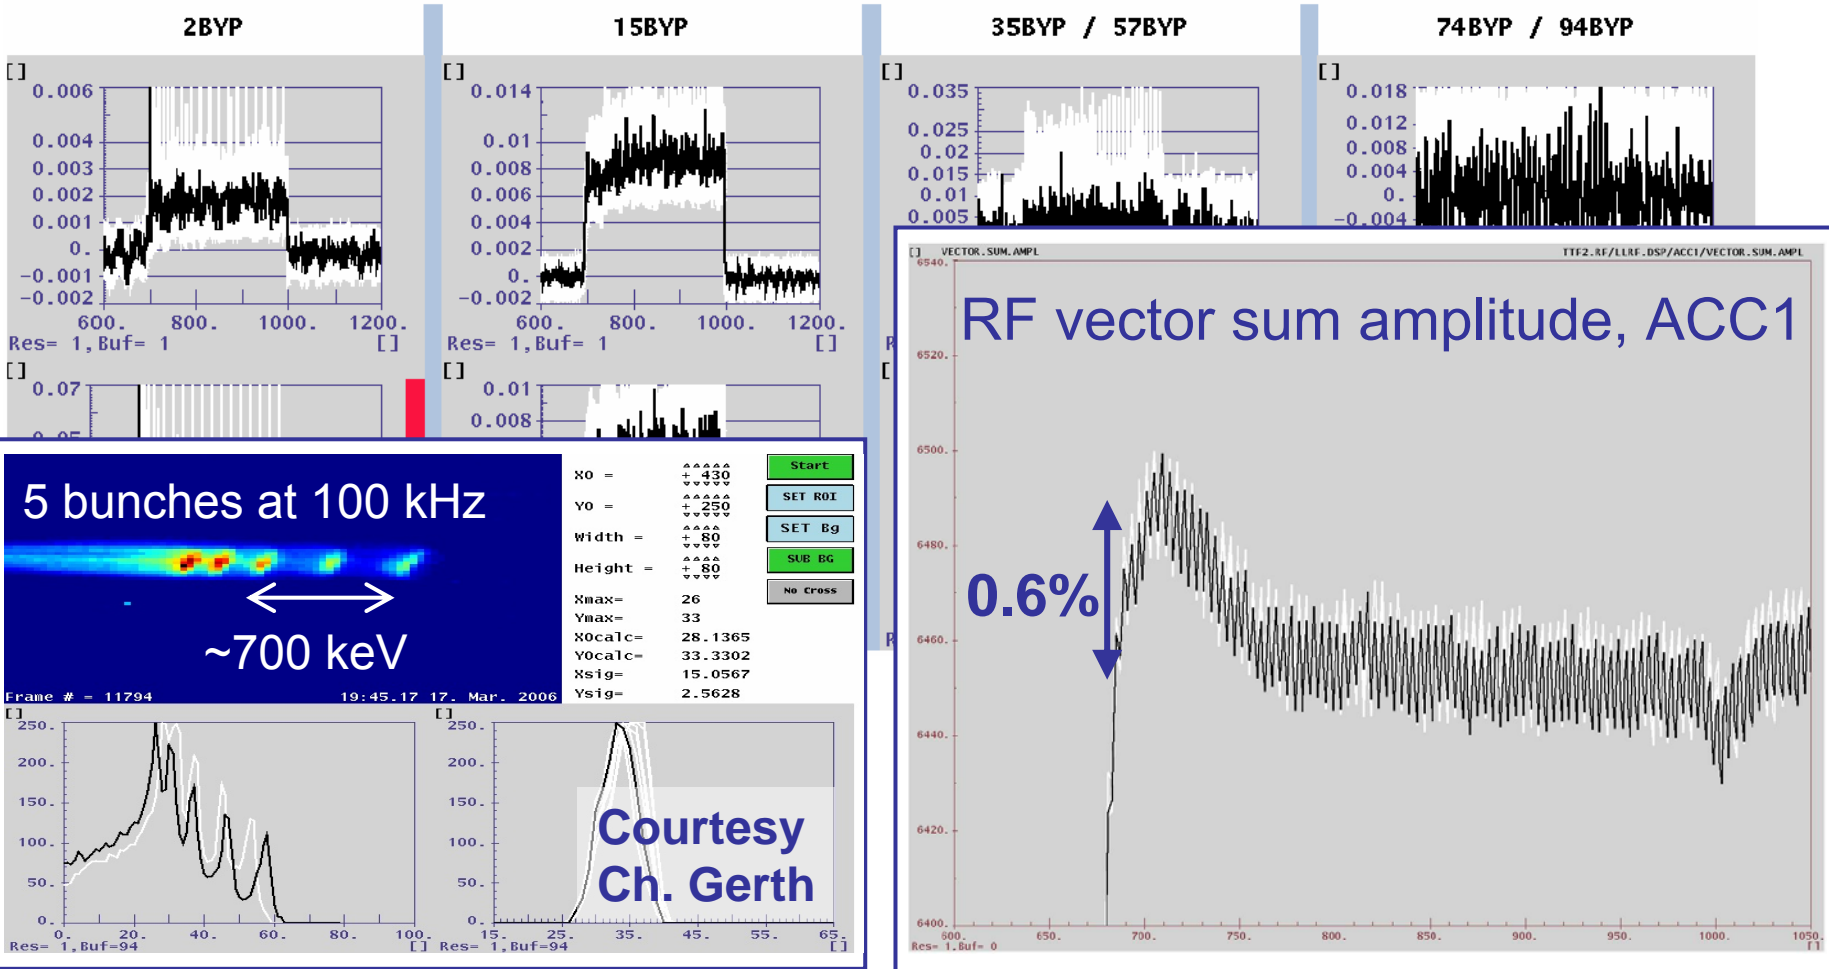 2BYP
15BYP
35BYP / 57BYP
74BYP / 94BYP
[]
0.006
0.004
0.003
0.002
0.001
0.
-0.001
-0.002
600. 800. 1000. 1200.
Res= 1,Buf= 1 []
[]
0.014
0.01
0.008
0.006
0.004
0.002
0.
-0.002
600. 800. 1000. 1200.
Res= 1,Buf= 1 []
[]
0.035
0.025
0.02
0.015
0.01
0.005
[]
0.018
0.012
0.008
0.004
0.
-0.004
[]
0.07
[]
0.01
0.008
[] VECTOR.SUM.AMPL
TTF2.RF/LLRF.DSP/ACC1/VECTOR.SUM.AMPL
RF vector sum amplitude, ACC1
6540.
6520.
6500.
6480.
6460.
6440.
6420.
6400.
0.6%
600. 650. 700. 750. 800. 850. 900. 950. 1000. 1050.
Res= 1,Buf= 0 []
5 bunches at 100 kHz
~700 keV
Frame # = 11794 19:45.17 17. Mar. 2006
X0 = + 430
Y0 = + 250
Width = + 80
Height = + 80
Xmax= 26
Ymax= 33
X0calc= 28.1365
Y0calc= 33.3302
Xsig= 15.0567
Ysig= 2.5628
Start
SET ROI
SET Bg
SUB BG
No Cross
[]
250.
200.
150.
100.
50.
0.
0. 20. 40. 60. 80. 100.
Res= 1,Buf=94 []
[]
250.
200.
150.
100.
50.
0.
15. 25. 35. 45. 55. 65.
Res= 1,Buf=94 []
Courtesy
Ch. Gerth